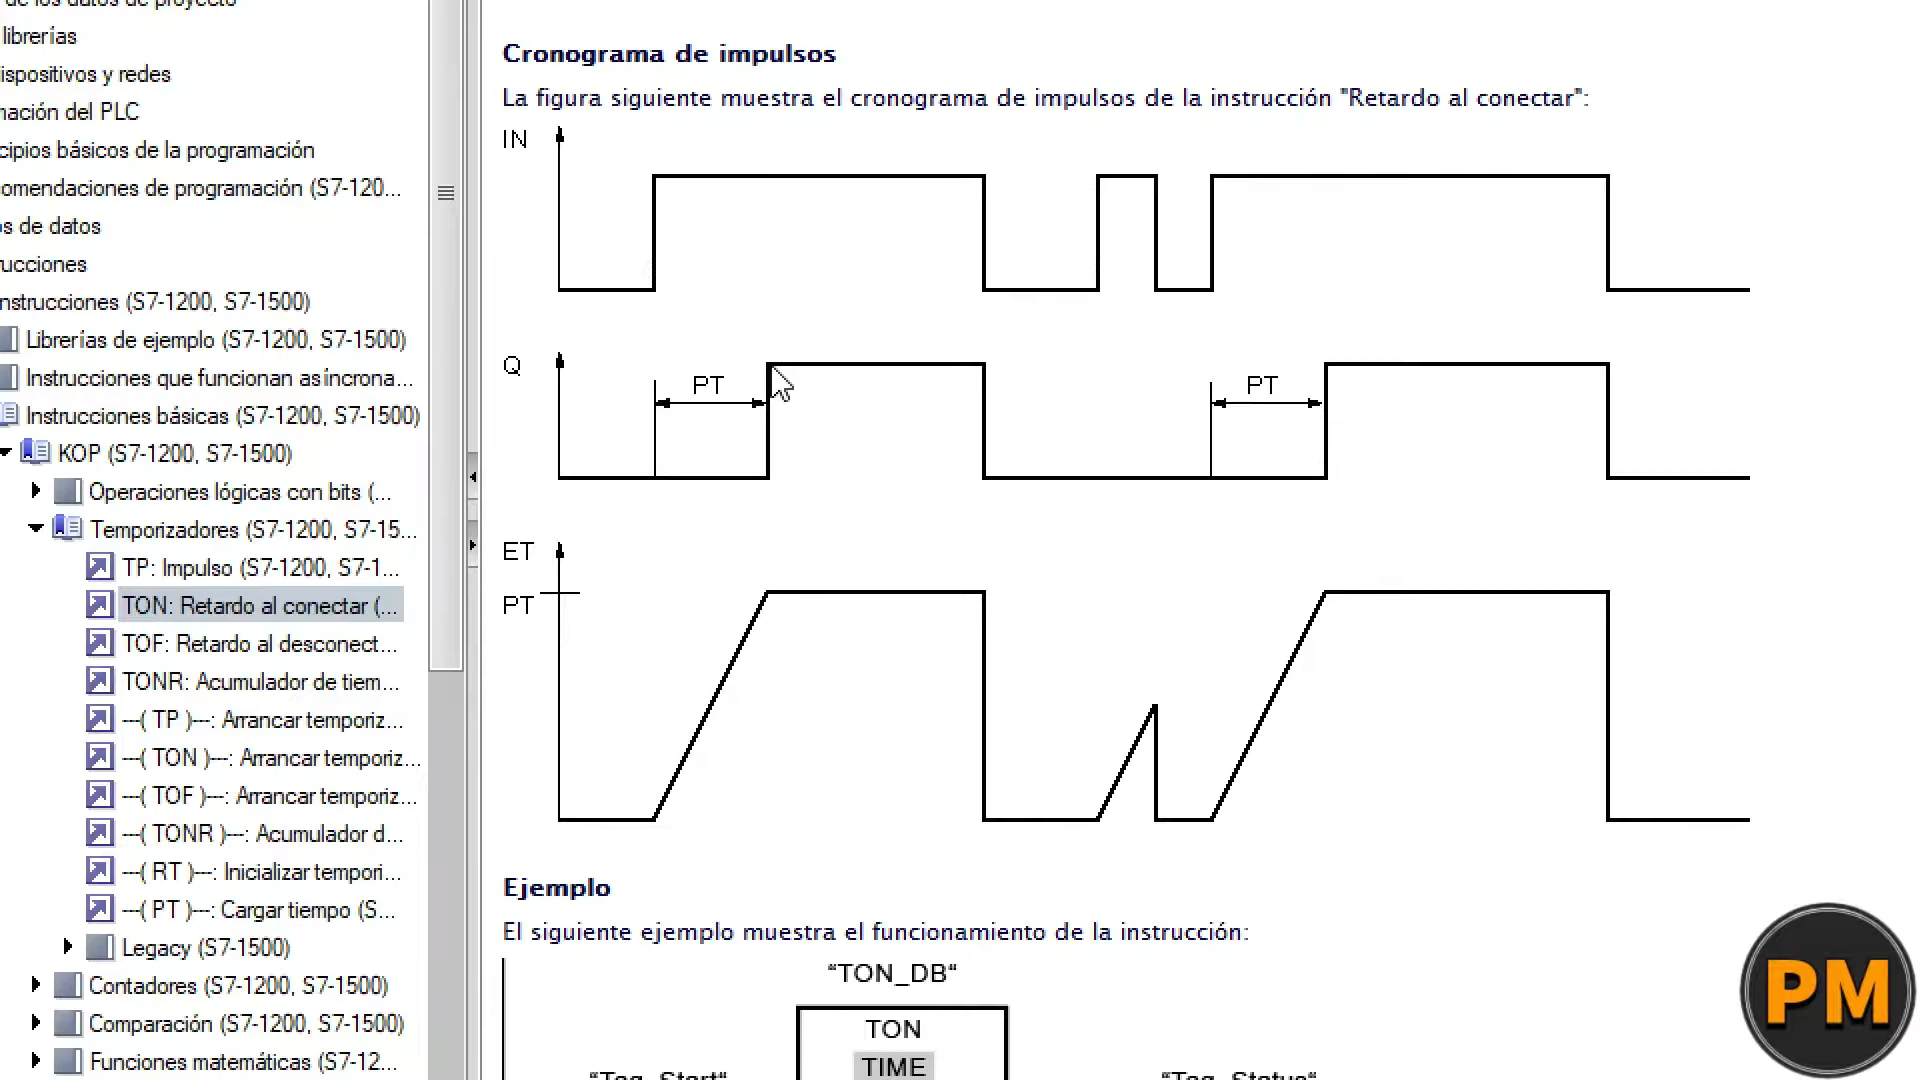 de los datos de proyecto
librerías
ispositivos y redes
mación del PLC
cipios básicos de la programación
comendaciones de programación (S7-120...
os de datos
rucciones
nstrucciones (S7-1200, S7-1500)
Librerías de ejemplo (S7-1200, S7-1500)
Instrucciones que funcionan asíncrona...
Instrucciones básicas (S7-1200, S7-1500)
KOP (S7-1200, S7-1500)
Operaciones lógicas con bits (...
Temporizadores (S7-1200, S7-15...
TP: Impulso (S7-1200, S7-1...
TON: Retardo al conectar (...
TOF: Retardo al desconect...
TONR: Acumulador de tiem...
---( TP )---: Arrancar temporiz...
---( TON )---: Arrancar temporiz...
---( TOF )---: Arrancar temporiz...
---( TONR )---: Acumulador d...
---( RT )---: Inicializar tempori...
---( PT )---: Cargar tiempo (S...
Legacy (S7-1500)
Contadores (S7-1200, S7-1500)
Comparación (S7-1200, S7-1500)
Funciones matemáticas (S7-12...
Cronograma de impulsos
La figura siguiente muestra el cronograma de impulsos de la instrucción "Retardo al conectar":
IN
Q
PT
PT
ET
PT
Ejemplo
El siguiente ejemplo muestra el funcionamiento de la instrucción:
“TON_DB“
TON
TIME
“Tag_Start“
“Tag_Status“
PM